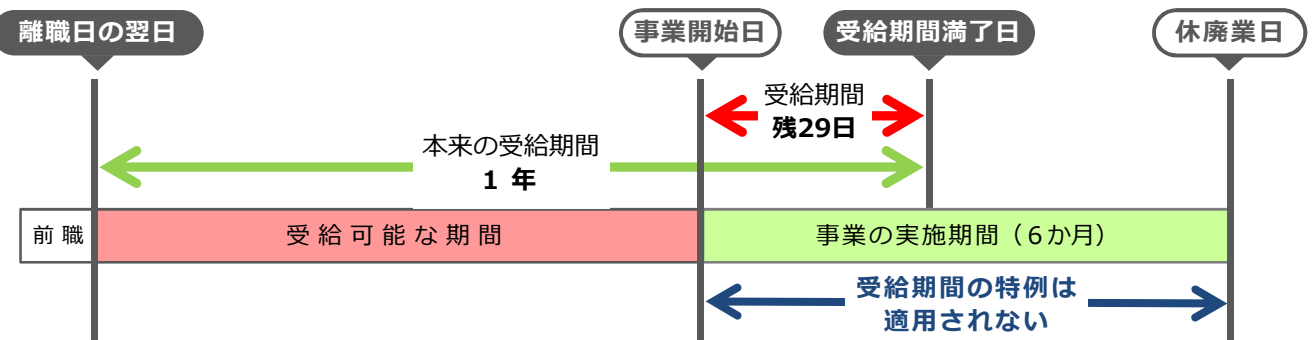 離職日の翌日
事業開始日
受給期間満了日
休廃業日
受給期間
残29日
本来の受給期間
1 年
前職
受給可能な期間
事業の実施期間（６か月）
受給期間の特例は
適用されない